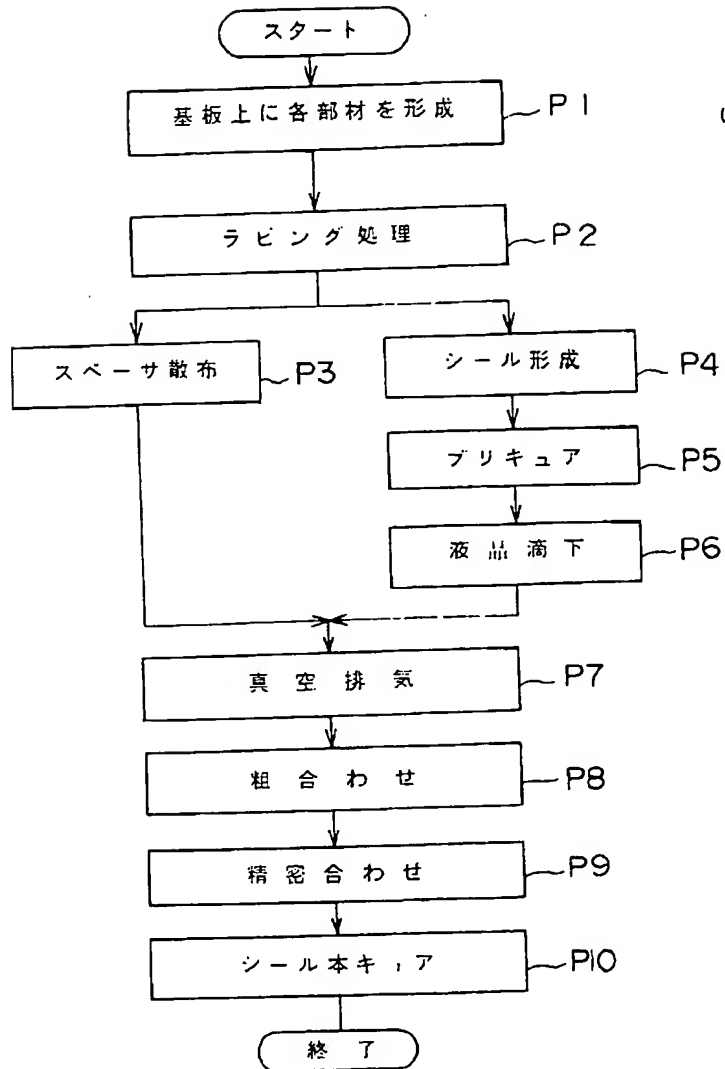 スタート
基板上に各部材を形成
P1
ラビング処理
P2
スペーサ散布
P3
シール形成
P4
プリキュア
P5
液晶滴下
P6
真空排気
P7
粗合わせ
P8
精密合わせ
P9
シール本キュア
P10
終了